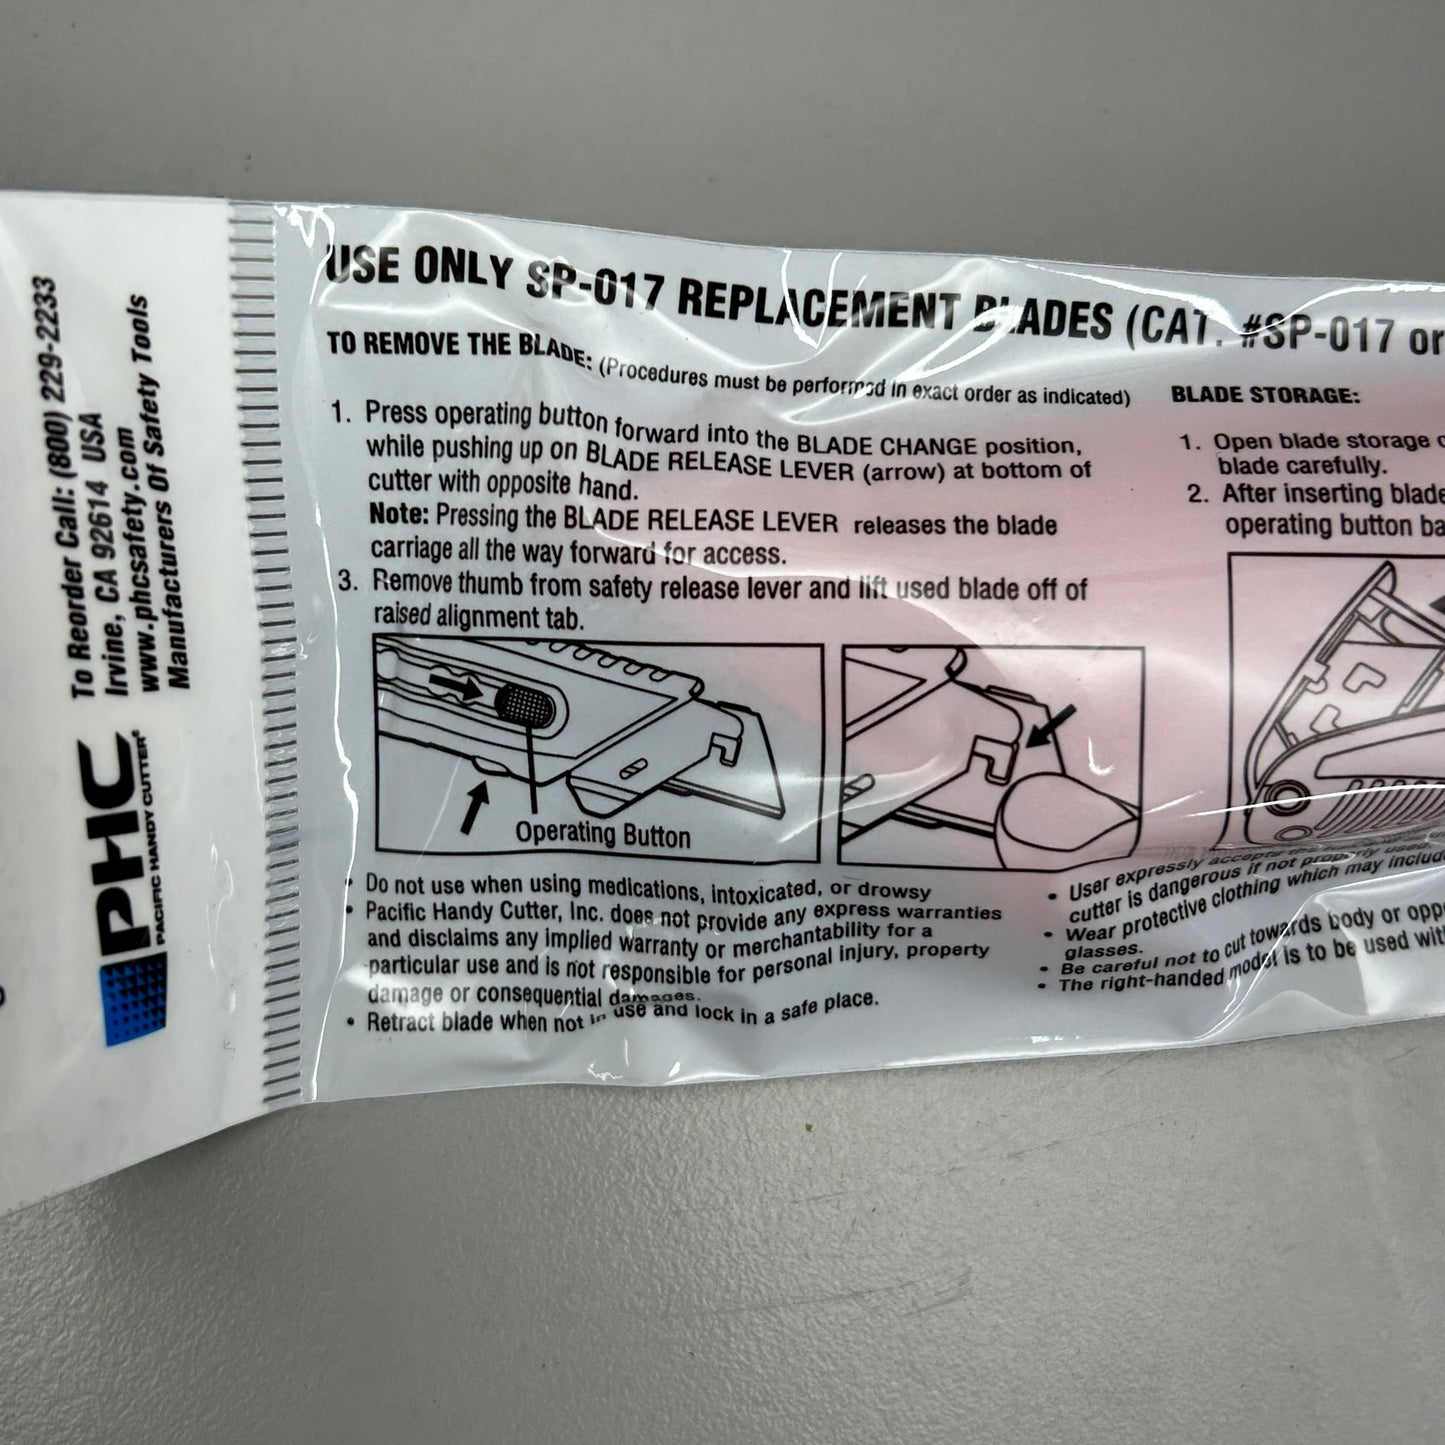 To Reorder Call: (800) 229-2233
Irvine, CA 92614 USA
www.phcsafety.com
Manufacturers Of Safety Tools
PHC
PACIFIC HANDY CUTTER®
USE ONLY SP-017 REPLACEMENT BLADES (CAT. #SP-017 or
TO REMOVE THE BLADE: (Procedures must be performed in exact order as indicated)
1. Press operating button forward into the BLADE CHANGE position,
while pushing up on BLADE RELEASE LEVER (arrow) at bottom of
cutter with opposite hand.
Note: Pressing the BLADE RELEASE LEVER releases the blade
carriage all the way forward for access.
3. Remove thumb from safety release lever and lift used blade off of
raised alignment tab.
Operating Button
• Do not use when using medications, intoxicated, or drowsy
• Pacific Handy Cutter, Inc. does not provide any express warranties
and disclaims any implied warranty or merchantability for a
particular use and is not responsible for personal injury, property
damage or consequential damages.
• Retract blade when not in use and lock in a safe place.
BLADE STORAGE:
1. Open blade storage
blade carefully.
2. After inserting blade
operating button
• User expressly accepts
cutter is dangerous if not properly used.
• Wear protective clothing which may include
glasses.
• Be careful not to cut towards body or
• The right-handed model is to be used